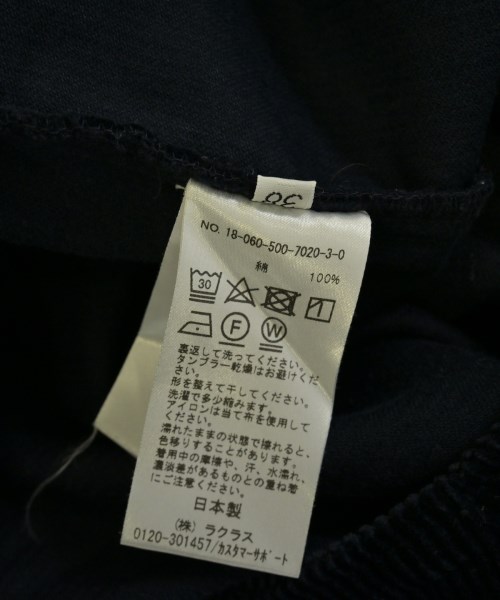 38
NO. 18-060-500-7020-3-0
綿 100%
30
F W
裏返して洗ってください。
タンブラー乾燥はお避けくだ
さい。
形を整えて干してください。
洗濯で多少縮みます。
アイロンは当て布を使用して
ください。
濡れたままの状態で擦れると、
色移りすることがあります。
着用中の摩擦や、汗、水濡れ、
濃淡差があるものとの重ね着
にご注意ください。
日本製
(株) ラクラス
0120-301457/カスタマーサポート